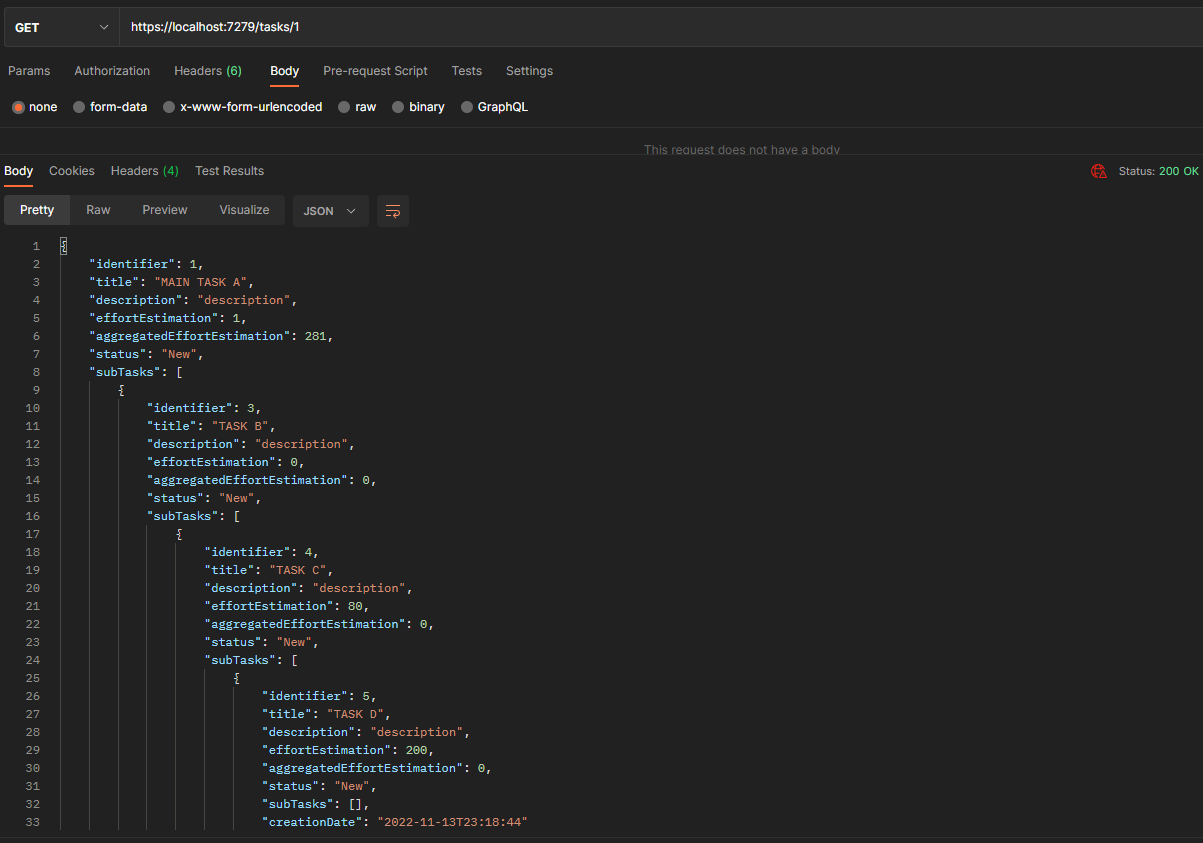 GET https://localhost:7279/tasks/1
Params Authorization Headers (6) Body Pre-request Script Tests Settings
none form-data x-www-form-urlencoded raw binary GraphQL
This request does not have a body
Body Cookies Headers (4) Test Results Status: 200 OK
Pretty Raw Preview Visualize JSON
1 {
2 "identifier": 1,
3 "title": "MAIN TASK A",
4 "description": "description",
5 "effortEstimation": 1,
6 "aggregatedEffortEstimation": 281,
7 "status": "New",
8 "subTasks": [
9 {
10 "identifier": 3,
11 "title": "TASK B",
12 "description": "description",
13 "effortEstimation": 0,
14 "aggregatedEffortEstimation": 0,
15 "status": "New",
16 "subTasks": [
17 {
18 "identifier": 4,
19 "title": "TASK C",
20 "description": "description",
21 "effortEstimation": 80,
22 "aggregatedEffortEstimation": 0,
23 "status": "New",
24 "subTasks": [
25 {
26 "identifier": 5,
27 "title": "TASK D",
28 "description": "description",
29 "effortEstimation": 200,
30 "aggregatedEffortEstimation": 0,
31 "status": "New",
32 "subTasks": [],
33 "creationDate": "2022-11-13T23:18:44"